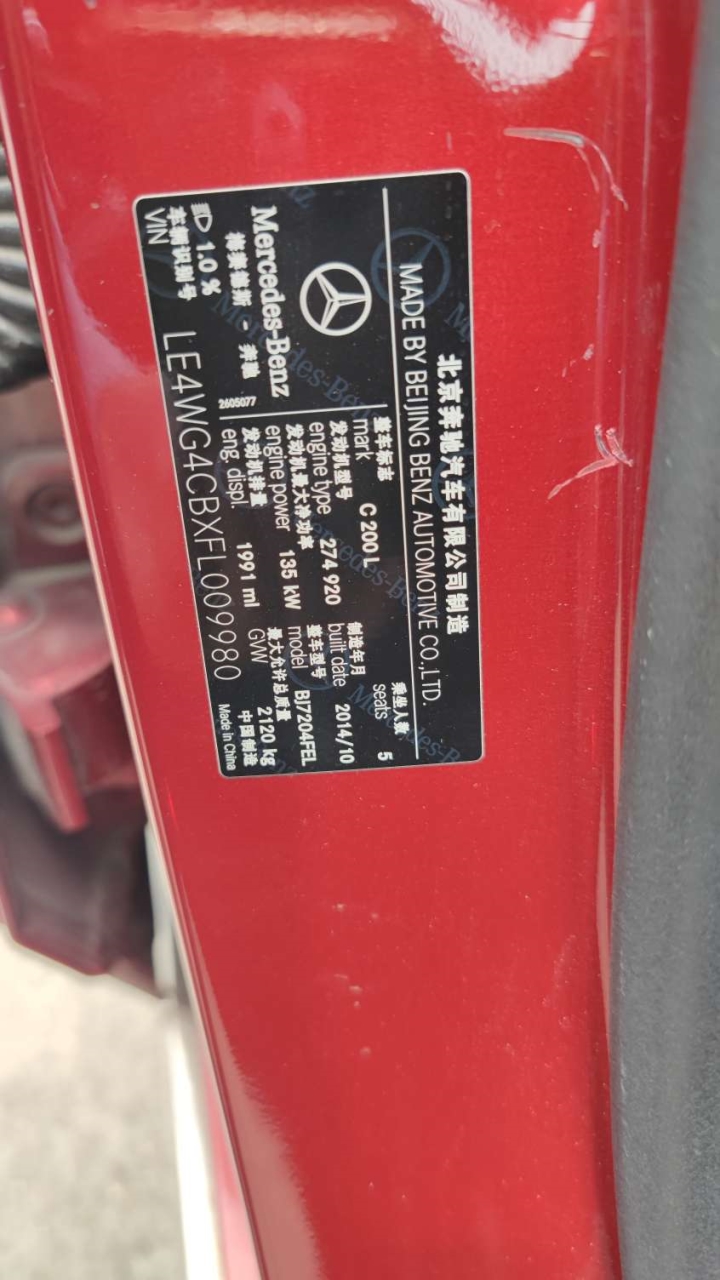 北京奔驰汽车有限公司制造
MADE BY BEIJING BENZ AUTOMOTIVE CO.,LTD.
Mercedes-Benz
梅赛德斯 - 奔驰
2605077
整车标志
mark C 200 L
乘坐人数
seats 5
发动机型号
engine type 274 920
制造年月
built date 2014/10
发动机最大净功率
engine power 135 kW
整车型号
model BJ7204FEL
发动机排量
eng. displ. 1991 ml
最大允许总质量
GVW 2120 kg
1.0 %
车辆识别号
VIN LE4WG4CBXFL009980
中国制造
Made in China